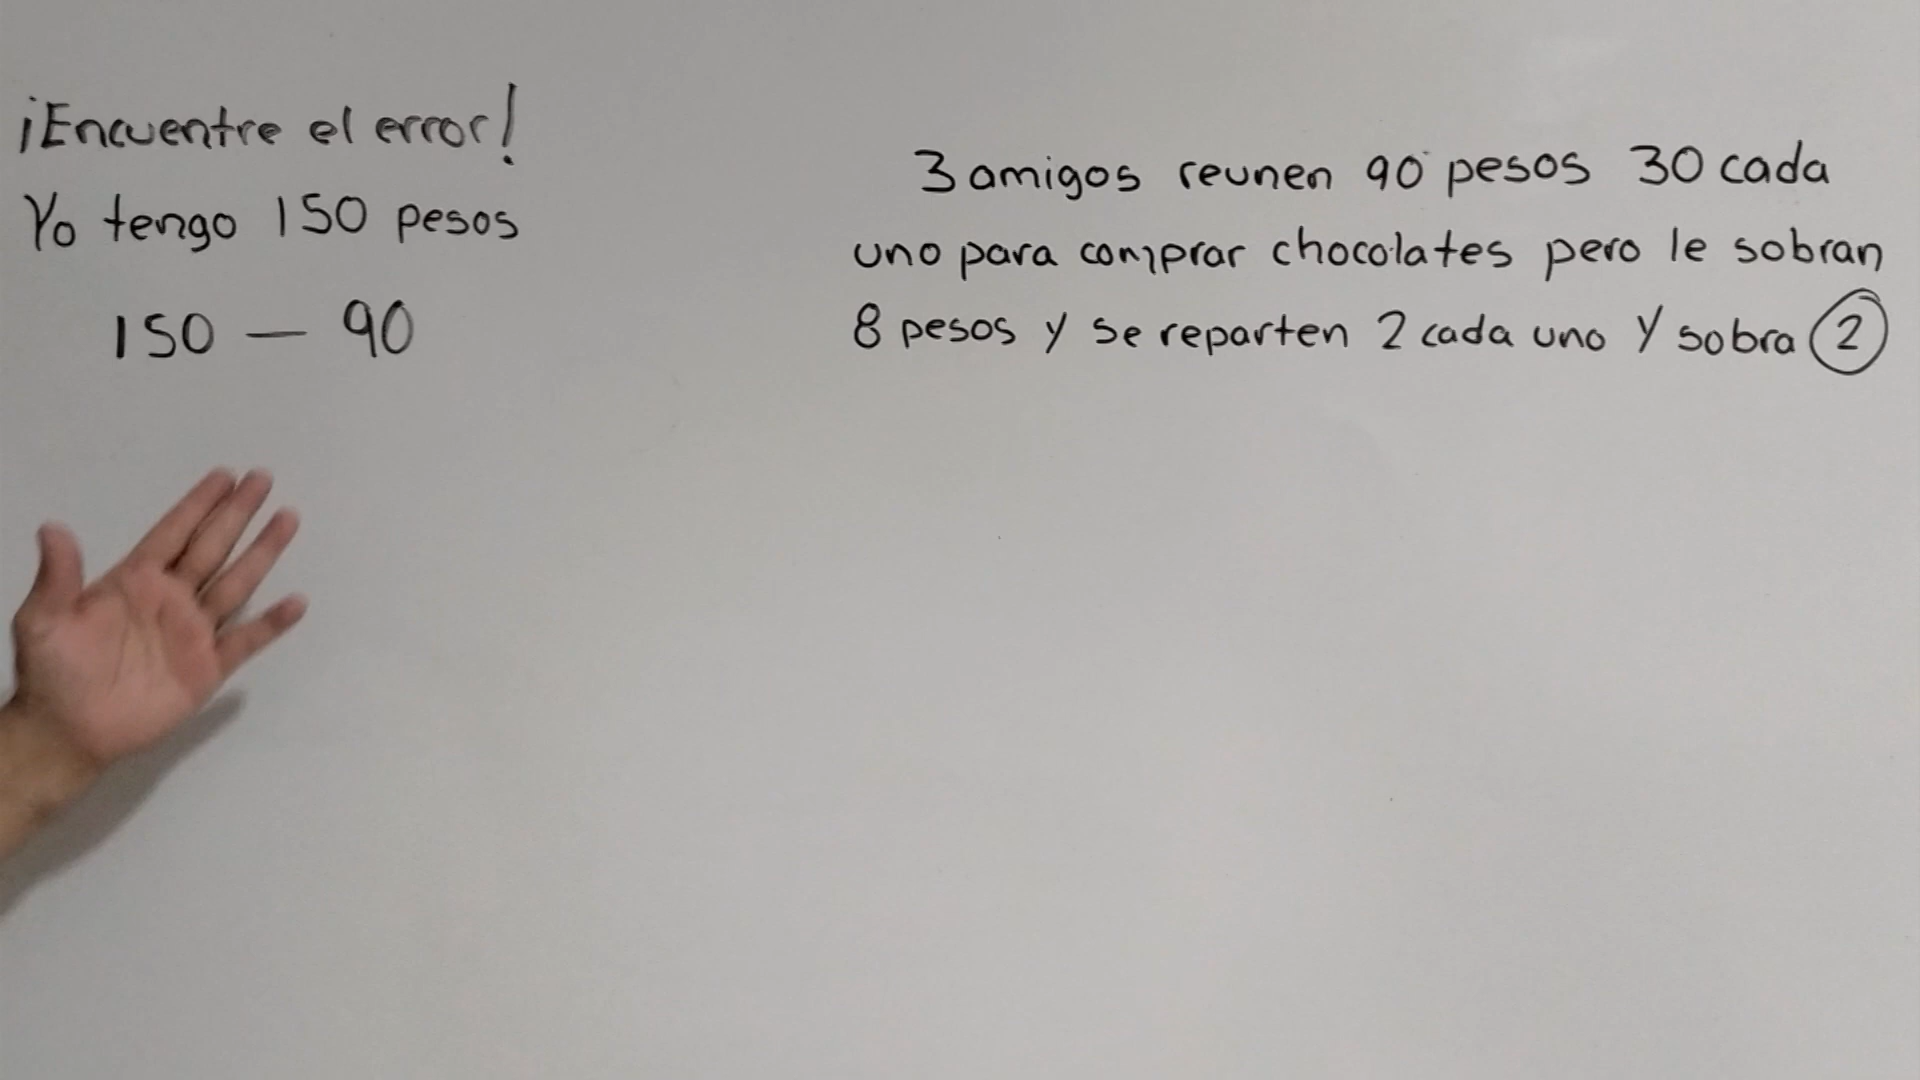 ¡Encuentre el error!
Yo tengo 150 pesos
150 — 90
3 amigos reunen 90 pesos 30 cada
uno para comprar chocolates pero le sobran
8 pesos y se reparten 2 cada uno y sobra 2